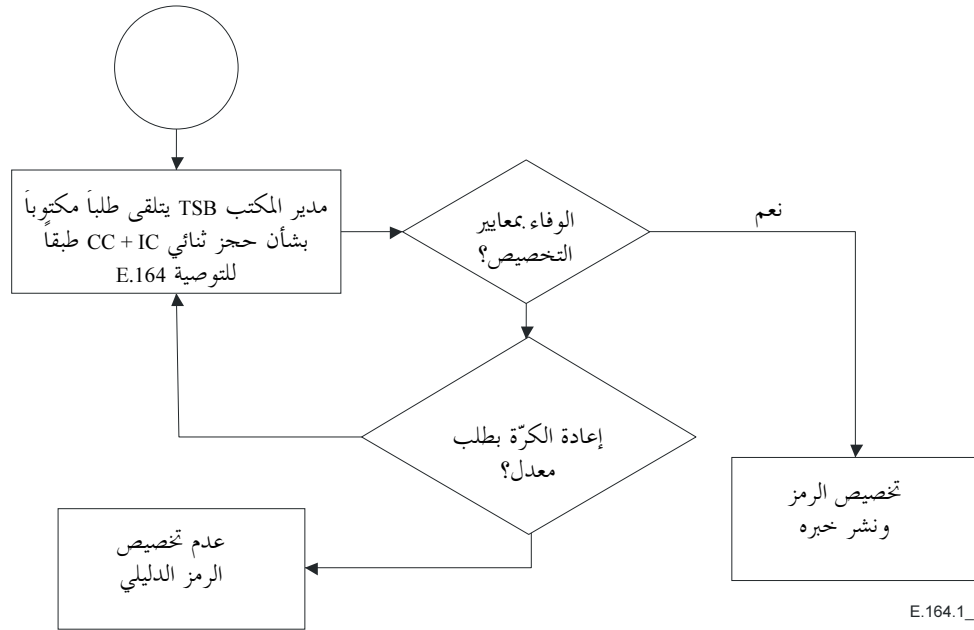 مدير المكتب TSB يتلقى طلباً مكتوباً
بشأن حجز ثنائي CC + IC طبقاً
للتوصية E.164
الوفاء بمعايير
التخصيص؟
نعم
إعادة الكرّة بطلب
معدل؟
تخصيص الرمز
ونشر خبره
عدم تخصيص
الرمز الدليلي
E.164.1_